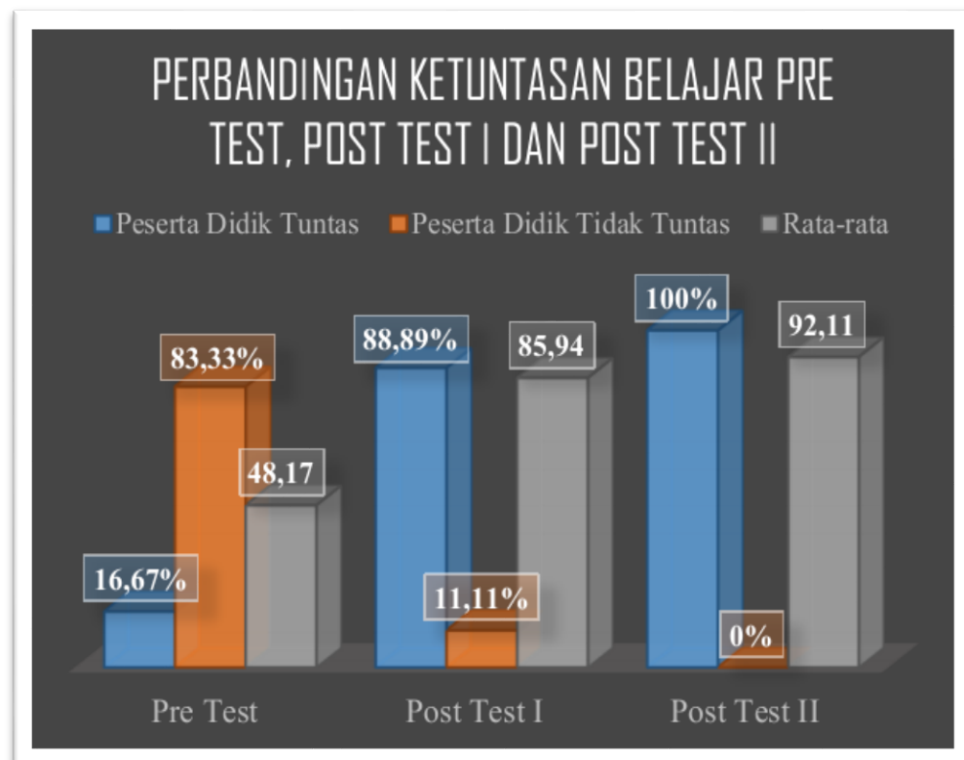 PERBANDINGAN KETUNTASAN BELAJAR PRE
TEST, POST TEST I DAN POST TEST II
Peserta Didik Tuntas Peserta Didik Tidak Tuntas Rata-rata
16,67% 83,33% 48,17
88,89% 11,11% 85,94
100% 0% 92,11
Pre Test Post Test I Post Test II